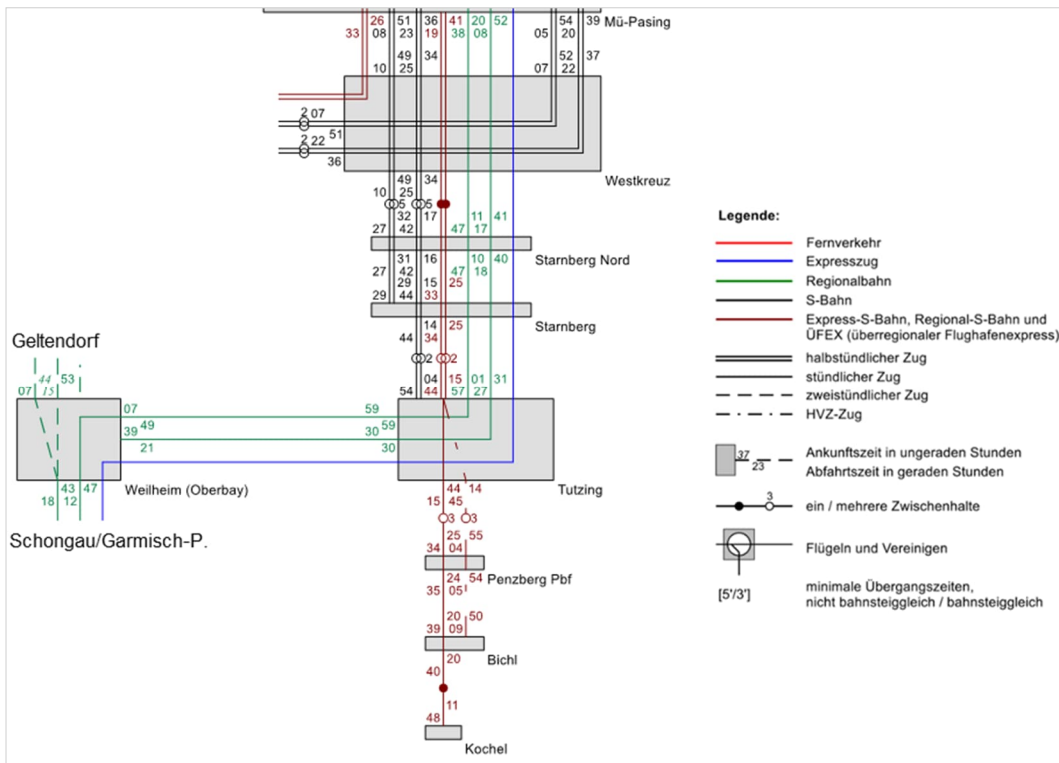 26 51 36 41 20 52 54 39 Mü-Pasing
33 08 23 19 38 08 05 20
49 34 52 37
10 25 07 22
2 07
51
2 22
36
Westkreuz
49 34
10 25
5 5
32 17 11 41
27 42 47 17
Starnberg Nord
31 16 10 40
27 42 47 18
29 15 25
29 44 33
Starnberg
14 25
44 34
2 2
04 15 01 31
54 44 57 27
Geltendorf
44 53
07 15
07 59
49 59
39 30
21 30
43 47 Weilheim (Oberbay)
18 12
Schongau/Garmisch-P.
Tutzing
44 14
15 45
3 3
25 55
34 04
Penzberg Pbf
24 54
35 05
20 50
39 09
Bichl
20
40
11
48
Kochel
Legende:
Fernverkehr
Expresszug
Regionalbahn
S-Bahn
Express-S-Bahn, Regional-S-Bahn und
ÜFEX (überregionaler Flughafenexpress)
halbstündlicher Zug
stündlicher Zug
zweistündlicher Zug
HVZ-Zug
37 Ankunftszeit in ungeraden Stunden
23 Abfahrtszeit in geraden Stunden
3
ein / mehrere Zwischenhalte
Flügeln und Vereinigen
[5'/3'] minimale Übergangszeiten,
nicht bahnsteiggleich / bahnsteiggleich